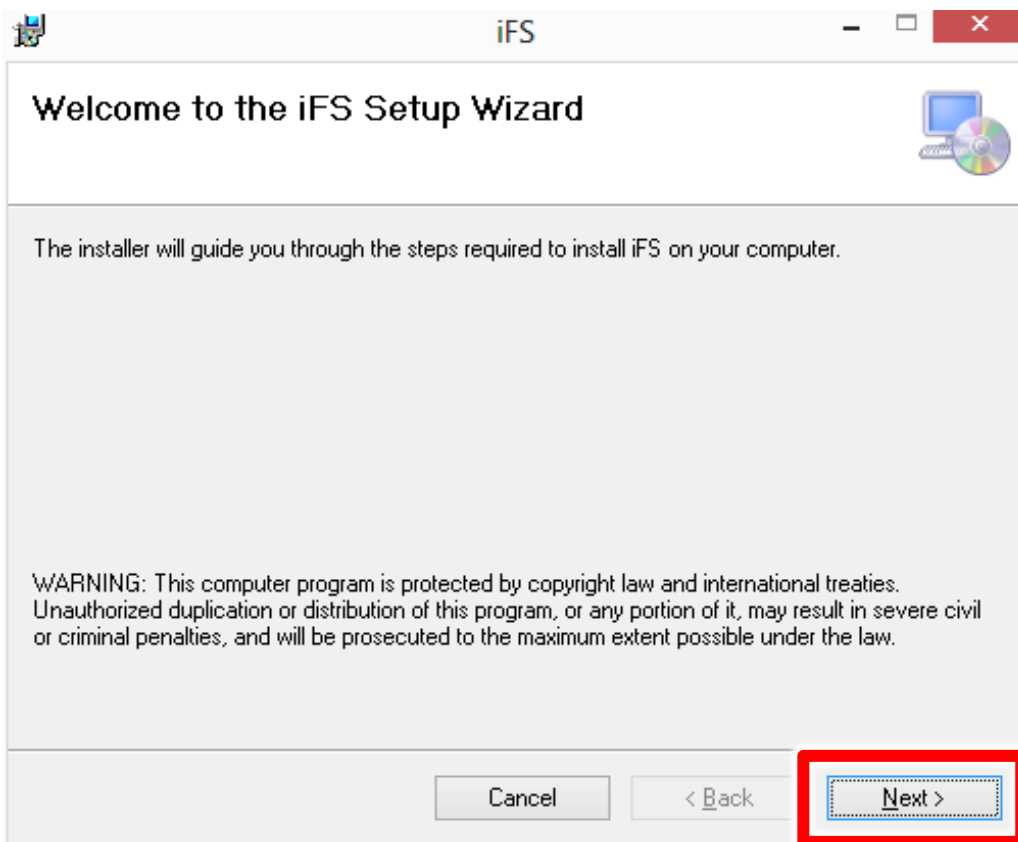 iFS
Welcome to the iFS Setup Wizard
The installer will guide you through the steps required to install iFS on your computer.
WARNING: This computer program is protected by copyright law and international treaties.
Unauthorized duplication or distribution of this program, or any portion of it, may result in severe civil
or criminal penalties, and will be prosecuted to the maximum extent possible under the law.
Cancel
< Back
Next >